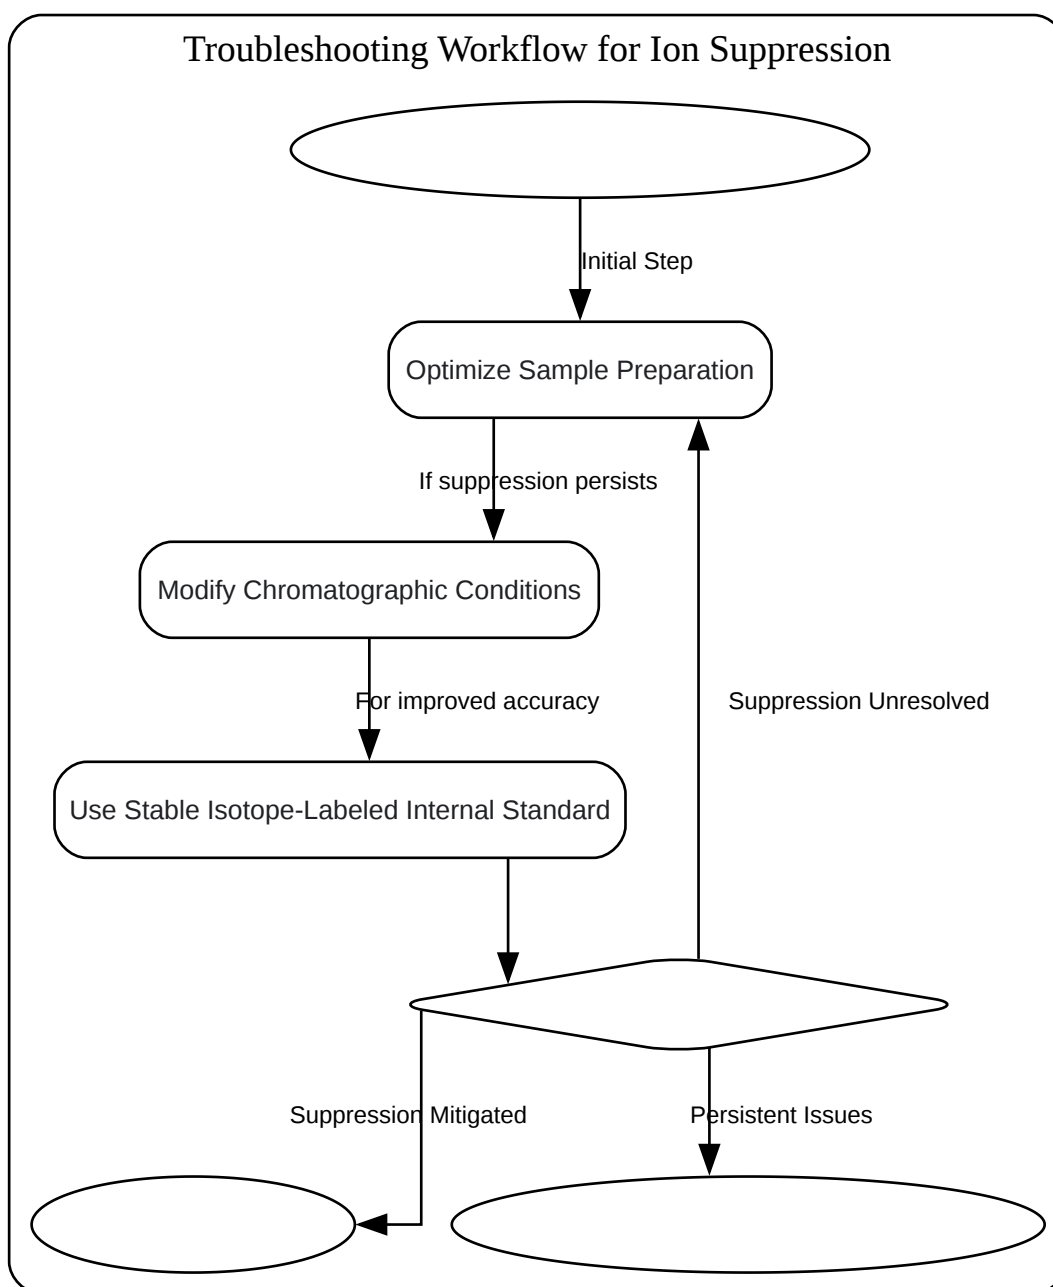 Troubleshooting Workflow for Ion Suppression
Initial Step
Optimize Sample Preparation
If suppression persists
Modify Chromatographic Conditions
For improved accuracy
Suppression Unresolved
Use Stable Isotope-Labeled Internal Standard
Suppression Mitigated
Persistent Issues